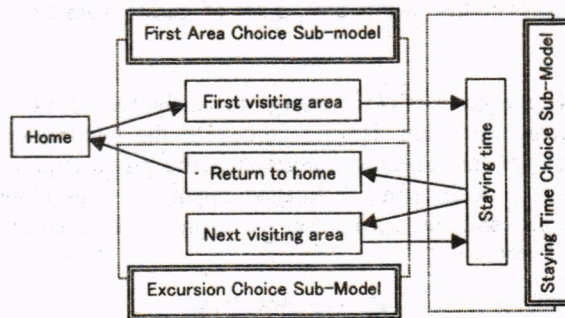 First Area Choice Sub-model
First visiting area
Home
Return to home
Next visiting area
Excursion Choice Sub-Model
Staying time
Staying Time Choice Sub-Model